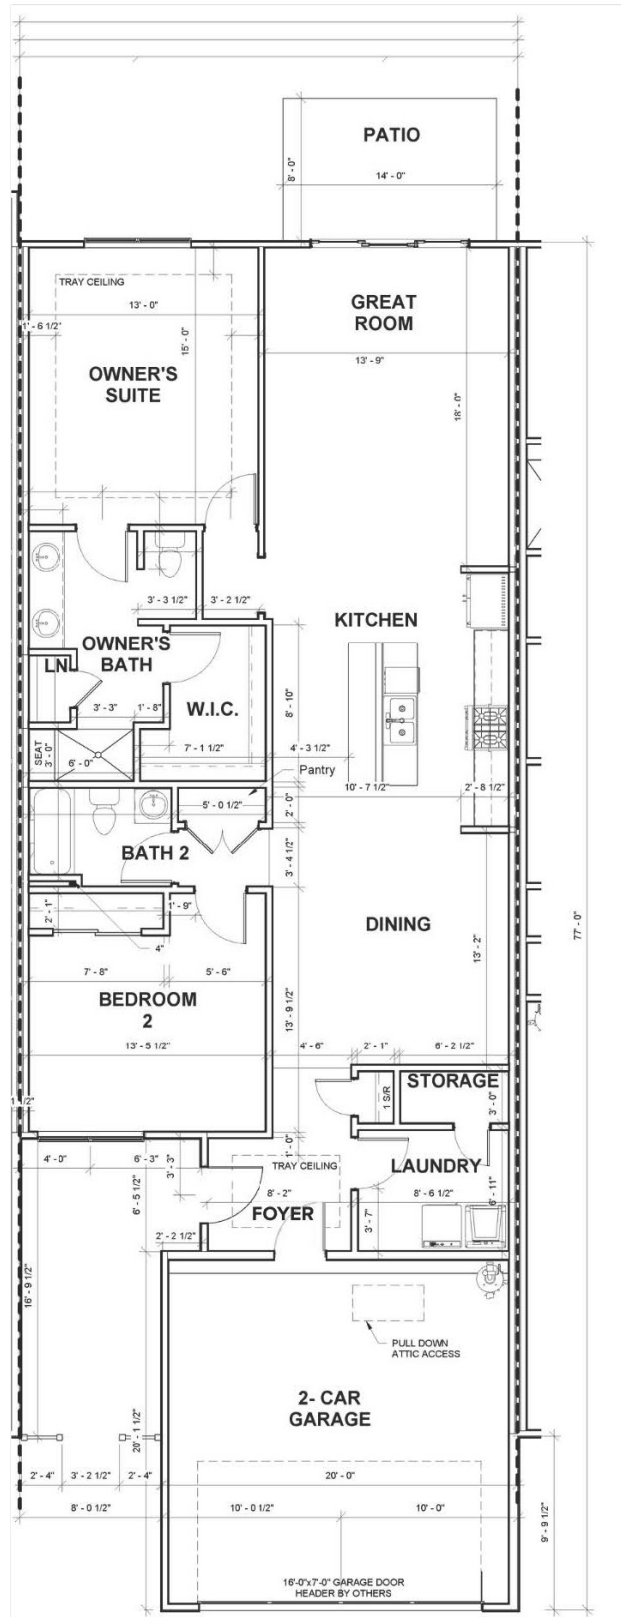 PATIO
8' - 0"
14' - 0"
TRAY CEILING
13' - 0"
1' - 6 1/2"
15' - 0"
OWNER'S
SUITE
GREAT
ROOM
13' - 9"
18' - 0"
3' - 3 1/2"
3' - 2 1/2"
KITCHEN
OWNER'S
BATH
LN.
W.I.C.
8' - 10"
3' - 3"
1' - 8"
7' - 1 1/2"
4' - 3 1/2"
SEAT
3' - 0"
6' - 0"
Pantry
10' - 7 1/2"
2' - 8 1/2"
5' - 0 1/2"
2' - 0"
BATH 2
3' - 4 1/2"
2' - 1"
1' - 9"
4"
DINING
13' - 2"
77' - 0"
7' - 8"
5' - 6"
BEDROOM
2
13' - 9 1/2"
13' - 5 1/2"
4' - 6"
2' - 1"
6' - 2 1/2"
STORAGE
1 S/R
3' - 0"
1'-0"
4' - 0"
6' - 3"
3' - 3"
6' - 5 1/2"
TRAY CEILING
8' - 2"
FOYER
LAUNDRY
8' - 6 1/2"
6' - 11"
3' - 7"
2' - 2 1/2"
16' - 9 1/2"
PULL DOWN
ATTIC ACCESS
2- CAR
GARAGE
20' - 1 1/2"
2' - 4"
3' - 2 1/2"
2' - 4"
20' - 0"
8' - 0 1/2"
10' - 0 1/2"
10' - 0"
9' - 9 1/2"
16'-0"x7'-0" GARAGE DOOR
HEADER BY OTHERS